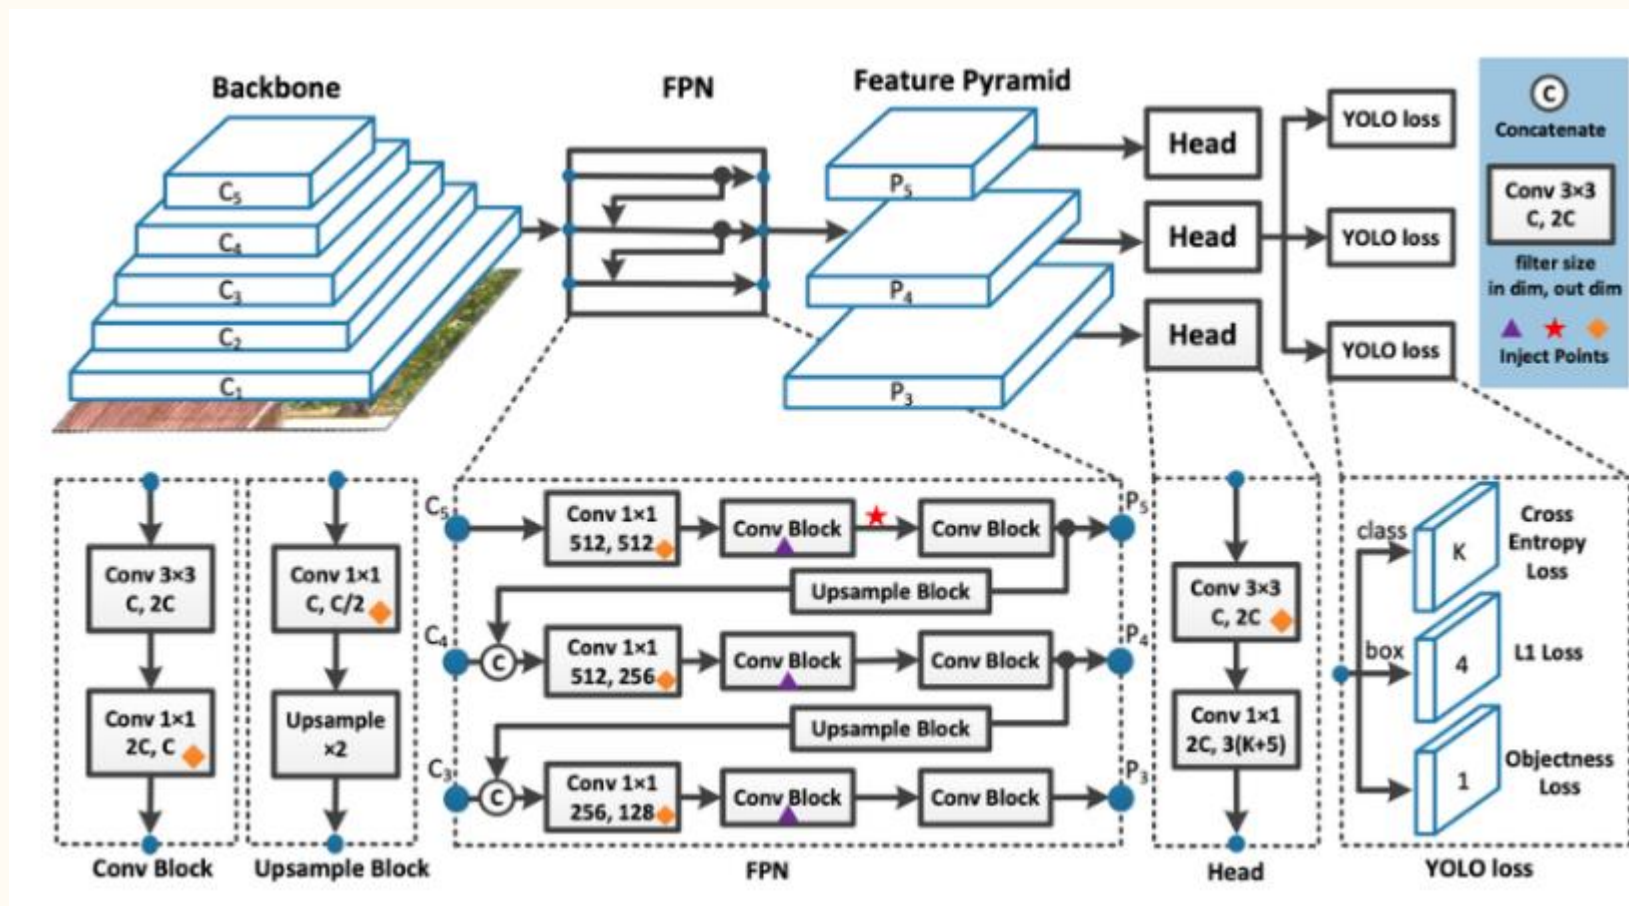 Backbone
FPN
Feature Pyramid
C5
C4
C3
C2
C1
P5
P4
P3
Head
Head
Head
YOLO loss
YOLO loss
YOLO loss
C
Concatenate
Conv 3×3
C, 2C
filter size
in dim, out dim
Inject Points
Conv 3×3
C, 2C
Conv 1×1
2C, C
Conv Block
Conv 1×1
C, C/2
Upsample
×2
Upsample Block
C5
Conv 1×1
512, 512
Conv Block
Conv Block
P5
Upsample Block
C4
C
Conv 1×1
512, 256
Conv Block
Conv Block
P4
Upsample Block
C3
C
Conv 1×1
256, 128
Conv Block
Conv Block
P3
FPN
Conv 3×3
C, 2C
Conv 1×1
2C, 3(K+5)
Head
class
K
Cross
Entropy
Loss
box
4
L1 Loss
1
Objectness
Loss
YOLO loss